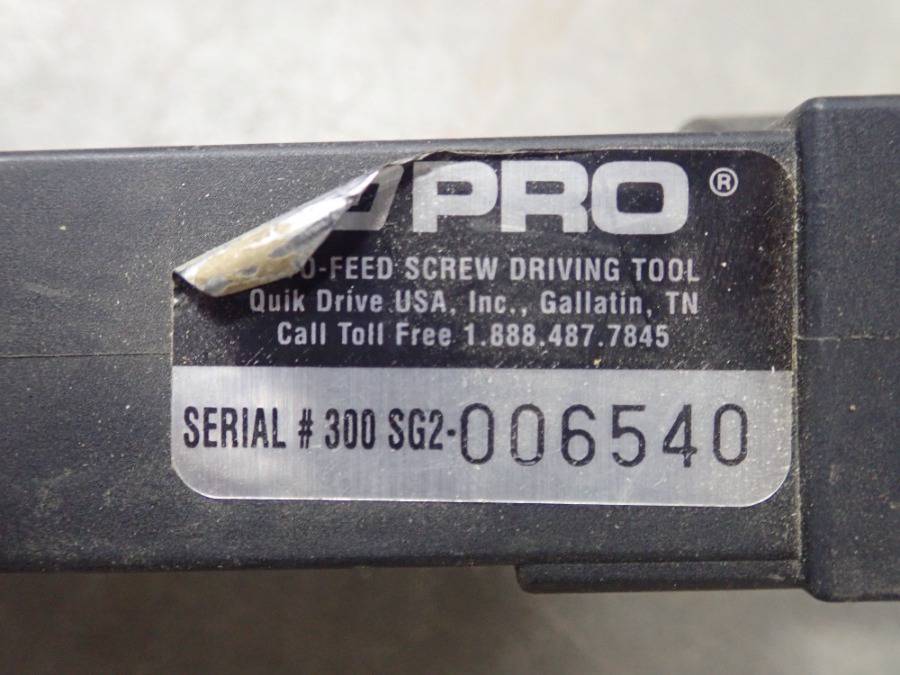 PRO®
O-FEED SCREW DRIVING TOOL
Quik Drive USA, Inc., Gallatin, TN
Call Toll Free 1.888.487.7845
SERIAL # 300 SG2-006540